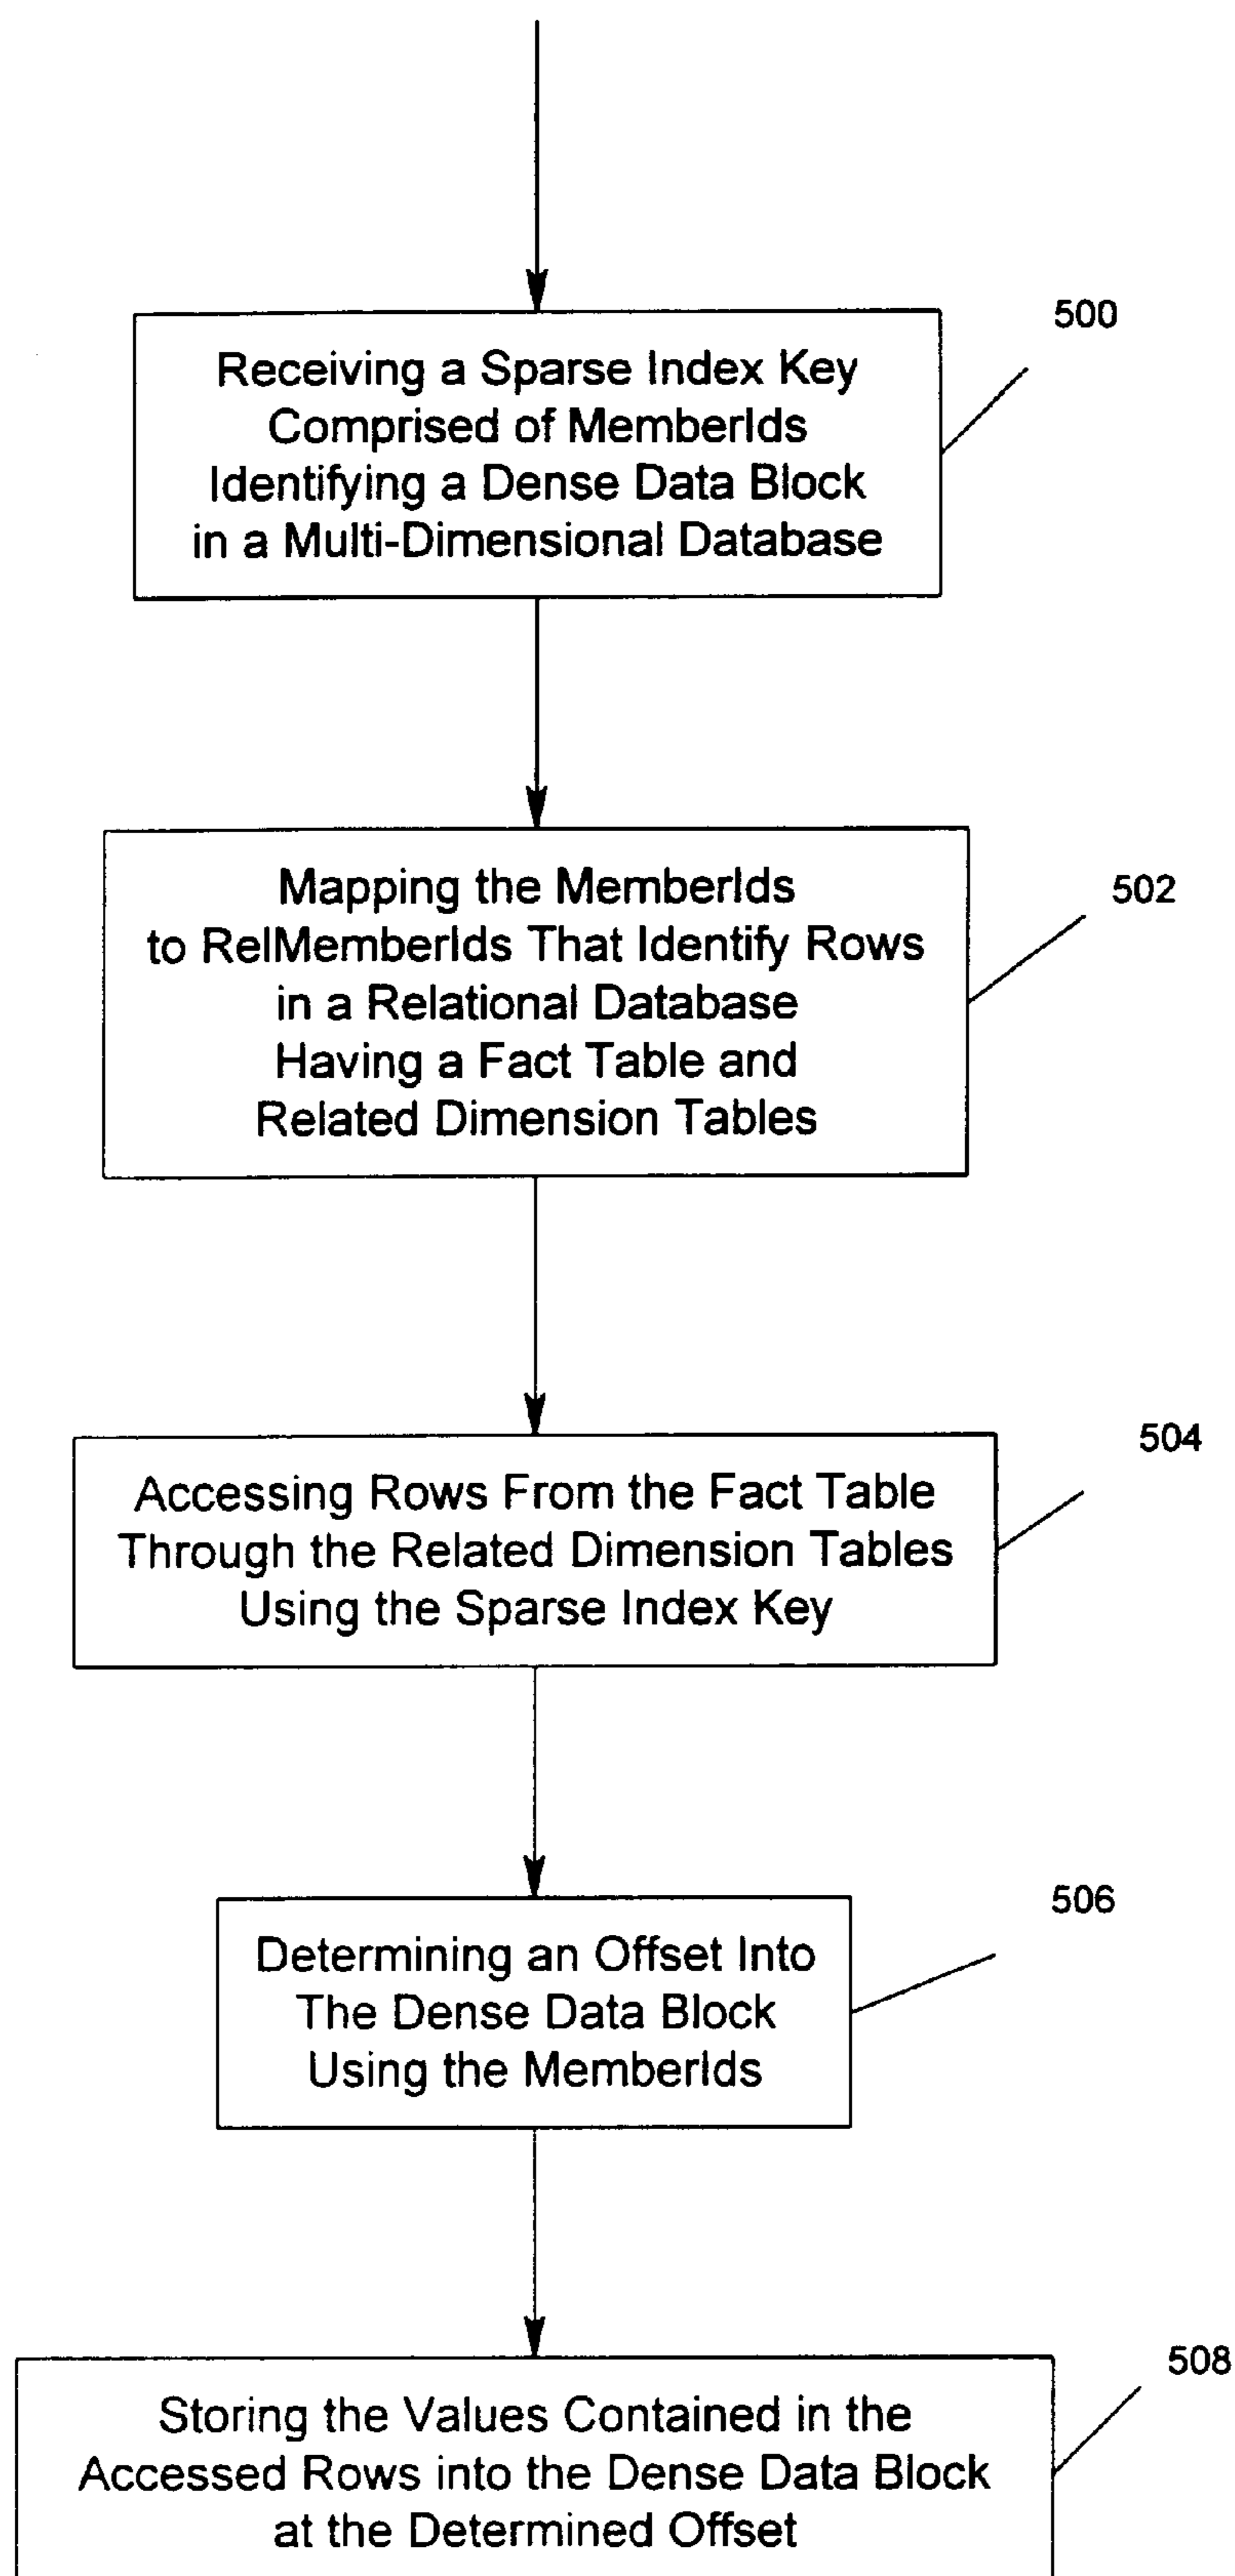 500
Receiving a Sparse Index Key
Comprised of MemberIds
Identifying a Dense Data Block
in a Multi-Dimensional Database
502
Mapping the MemberIds
to RelMemberIds That Identify Rows
in a Relational Database
Having a Fact Table and
Related Dimension Tables
504
Accessing Rows From the Fact Table
Through the Related Dimension Tables
Using the Sparse Index Key
506
Determining an Offset Into
The Dense Data Block
Using the MemberIds
508
Storing the Values Contained in the
Accessed Rows into the Dense Data Block
at the Determined Offset